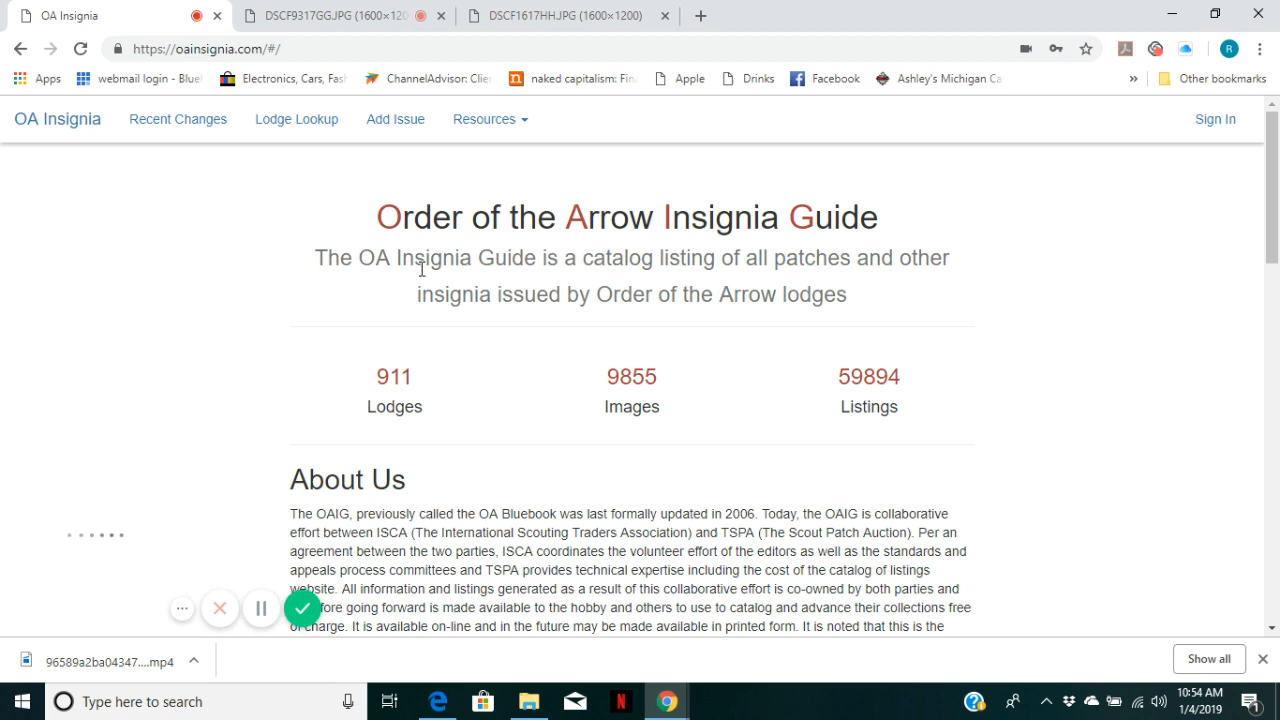 OA Insignia
DSCF9317GG.JPG (1600×120
DSCF1617HH.JPG (1600×1200)
https://oainsignia.com/#/
R
Apps
webmail login - Blue
Electronics, Cars, Fas
ChannelAdvisor: Clie
naked capitalism: Fin
Apple
Drinks
Facebook
Ashley's Michigan Ca
»
Other bookmarks
OA Insignia
Recent Changes
Lodge Lookup
Add Issue
Resources
Sign In
Order of the Arrow Insignia Guide
The OA Insignia Guide is a catalog listing of all patches and other
insignia issued by Order of the Arrow lodges
911
9855
59894
Lodges
Images
Listings
About Us
The OAIG, previously called the OA Bluebook was last formally updated in 2006. Today, the OAIG is collaborative
effort between ISCA (The International Scouting Traders Association) and TSPA (The Scout Patch Auction). Per an
agreement between the two parties, ISCA coordinates the volunteer effort of the editors as well as the standards and
appeals process committees and TSPA provides technical expertise including the cost of the catalog of listings
website. All information and listings generated as a result of this collaborative effort is co-owned by both parties and
fore going forward is made available to the hobby and others to use to catalog and advance their collections free
of charge. It is available on-line and in the future may be made available in printed form. It is noted that this is the
96589a2ba04347....mp4
Show all
Type here to search
N
10:54 AM
1/4/2019
1